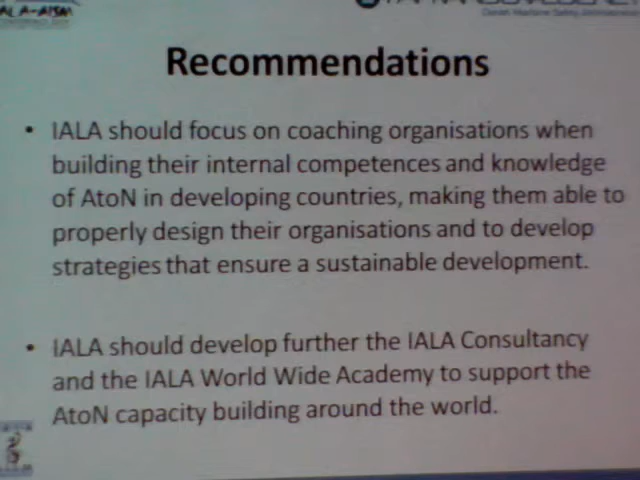 IALA-AISM
Recommendations
• IALA should focus on coaching organisations when
building their internal competences and knowledge
of AtoN in developing countries, making them able to
properly design their organisations and to develop
strategies that ensure a sustainable development.
• IALA should develop further the IALA Consultancy
and the IALA World Wide Academy to support the
AtoN capacity building around the world.